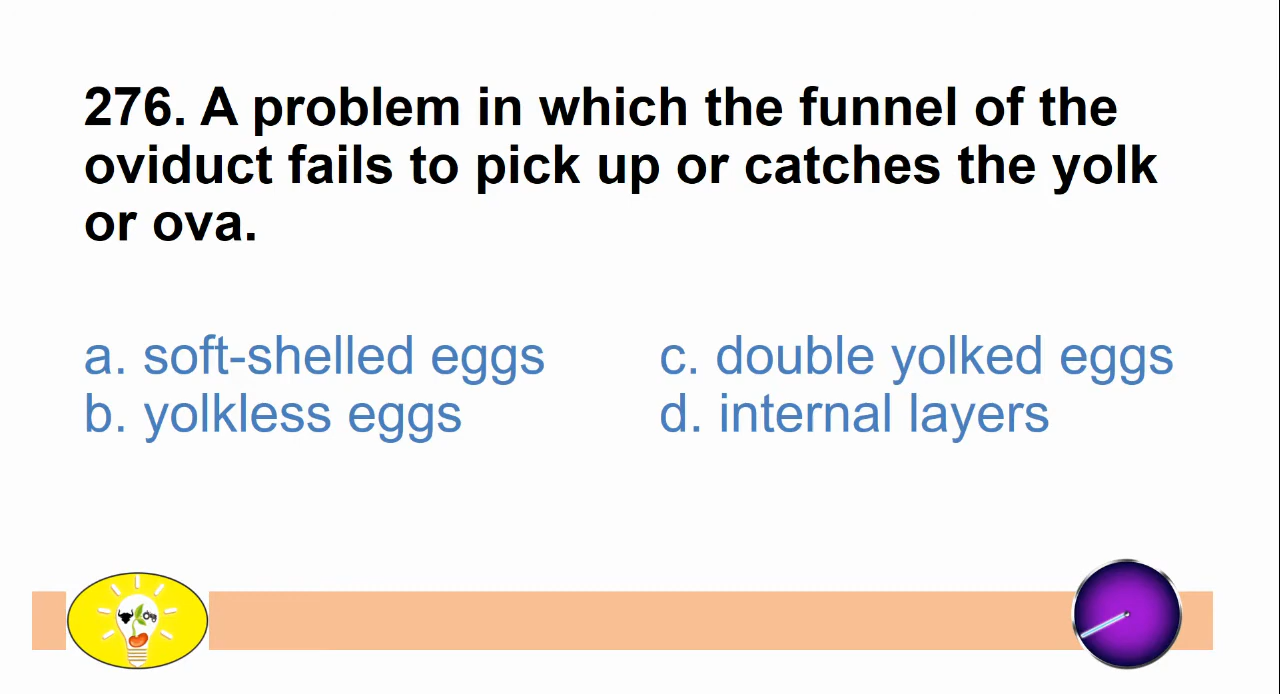 276. A problem in which the funnel of the
oviduct fails to pick up or catches the yolk
or ova.
a. soft-shelled eggs
b. yolkless eggs
c. double yolked eggs
d. internal layers